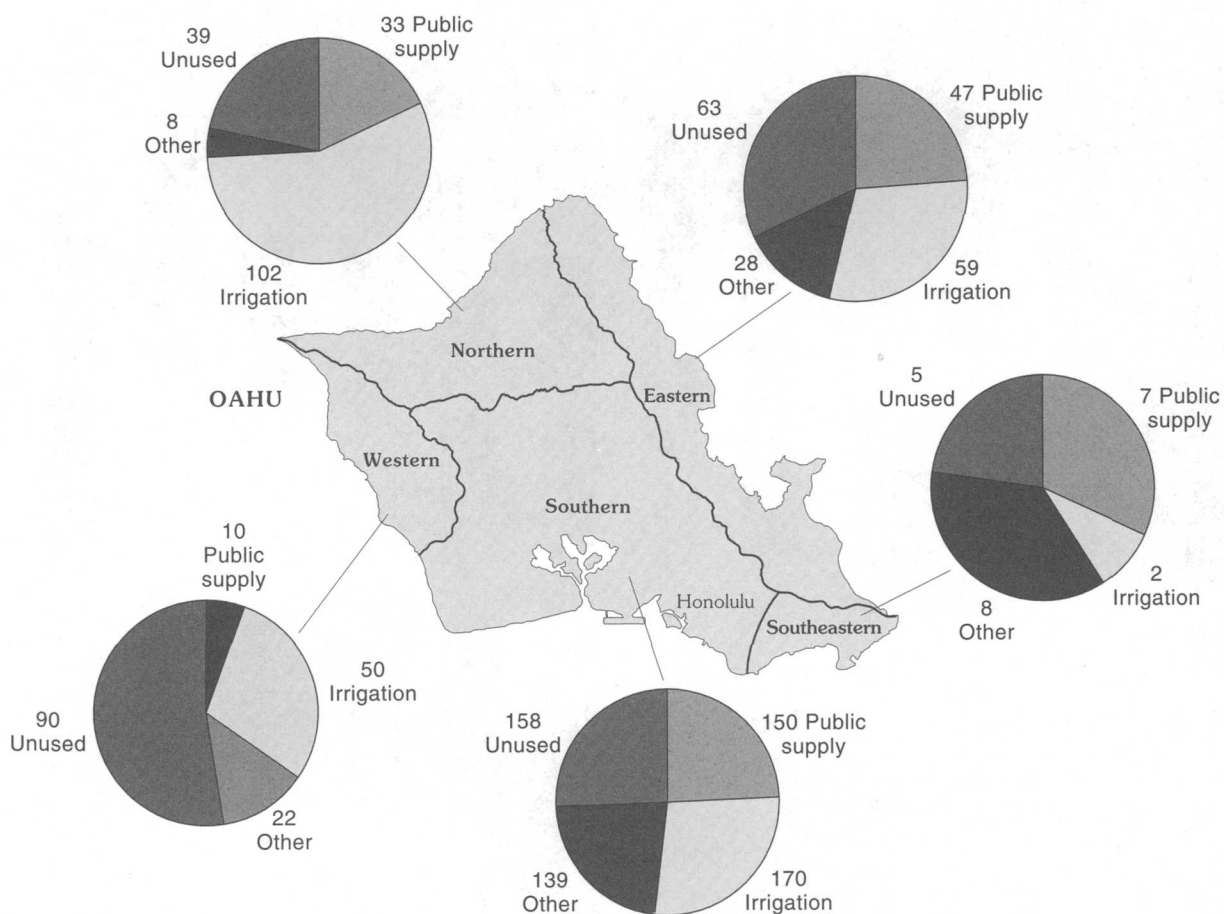 39
Unused
33 Public
supply
8
Other
102
Irrigation
63
Unused
47 Public
supply
28
Other
59
Irrigation
Northern
OAHU
Eastern
Western
Southern
Honolulu
Southeastern
5
Unused
7 Public
supply
2
Irrigation
8
Other
10
Public
supply
50
Irrigation
90
Unused
22
Other
158
Unused
150 Public
supply
139
Other
170
Irrigation